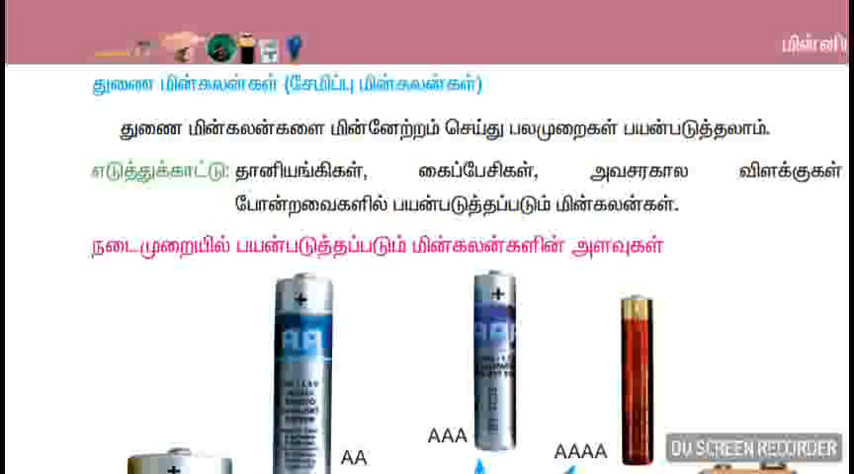 துணை மின்கலன்கள் (சேமிப்பு மின்கலன்கள்)
துணை மின்கலன்களை மின்னேற்றம் செய்து பலமுறைகள் பயன்படுத்தலாம்.
எடுத்துக்காட்டு: தானியங்கிகள், கைப்பேசிகள், அவசரகால விளக்குகள்
போன்றவைகளில் பயன்படுத்தப்படும் மின்கலன்கள்.
நடைமுறையில் பயன்படுத்தப்படும் மின்கலன்களின் அளவுகள்
+
+
AA
AAA
AAA
AAAA
AA
+
DU SCREEN RECORDER